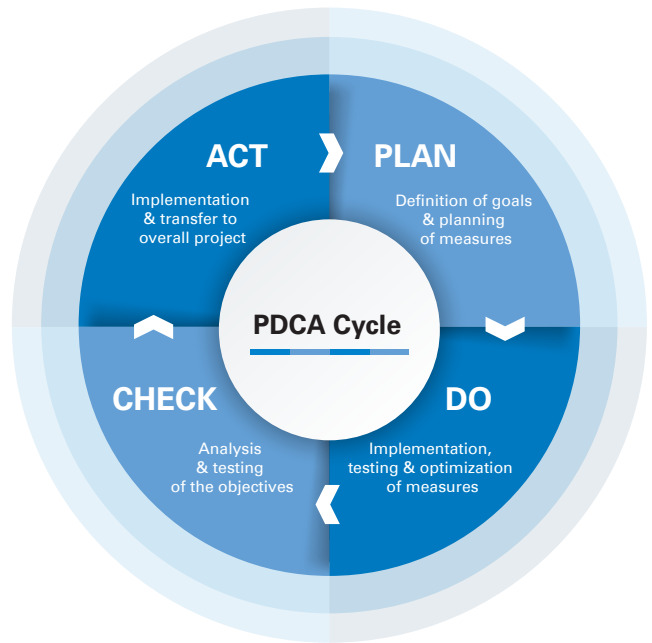 ACT
Implementation
& transfer to
overall project
PLAN
Definition of goals
& planning
of measures
PDCA Cycle
CHECK
Analysis
& testing
of the objectives
DO
Implementation,
testing & optimization
of measures